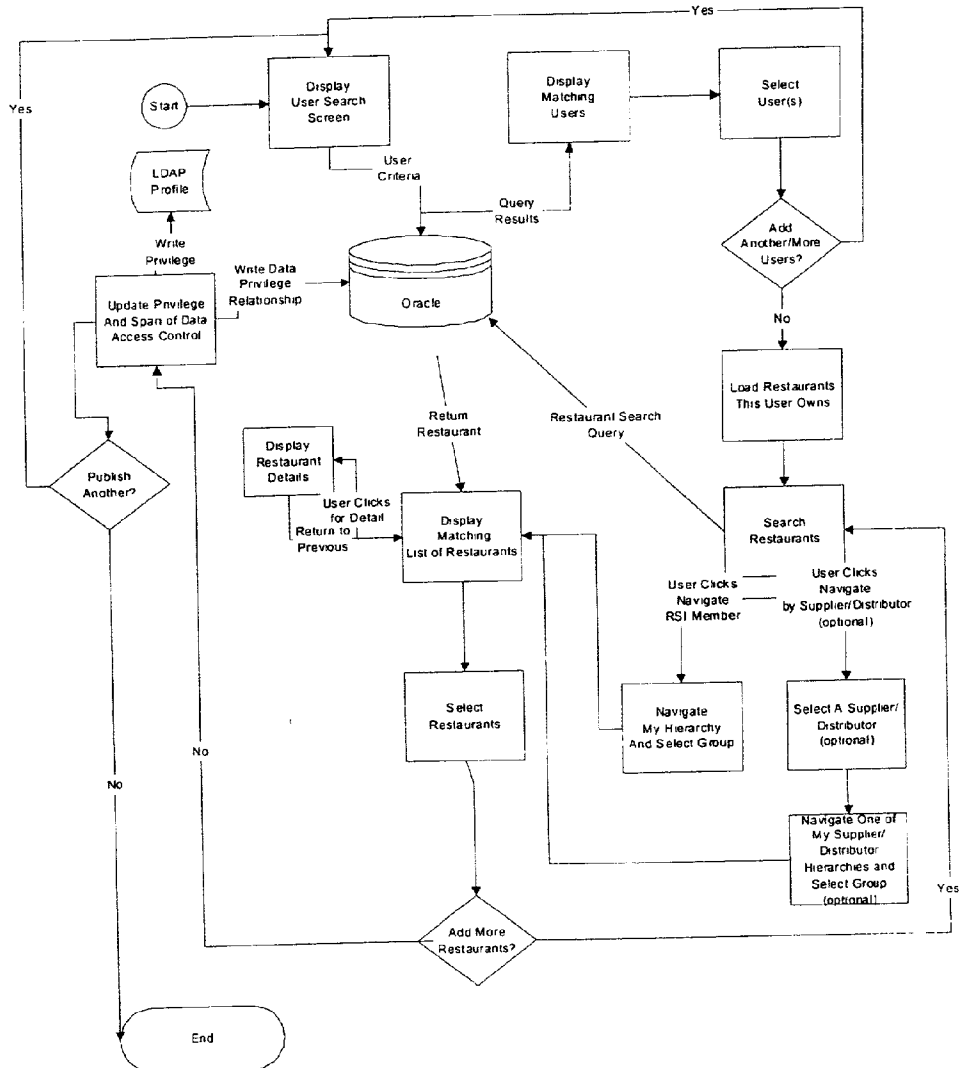 Yes
Yes
Start
Display
User Search
Screen
Display
Matching
Users
Select
User(s)
LDAP
Profile
User
Criteria
Query
Results
Add
Another/More
Users?
Write
Privilege
Write Data
Privilege
Relationship
Oracle
Update Privilege
And Span of Data
Access Control
No
Load Restaurants
This User Owns
Return
Restaurant
Restaurant Search
Query
Display
Restaurant
Details
Publish
Another?
User Clicks
for Detail
Return to
Previous
Display
Matching
List of Restaurants
Search
Restaurants
User Clicks
Navigate
RSI Member
User Clicks
Navigate
by Supplier/Distributor
(optional)
Select
Restaurants
Navigate
My Hierarchy
And Select Group
Select A Supplier/
Distributor
(optional)
No
No
Navigate One of
My Supplier/
Distributor
Hierarchies and
Select Group
(optional)
Yes
Add More
Restaurants?
End